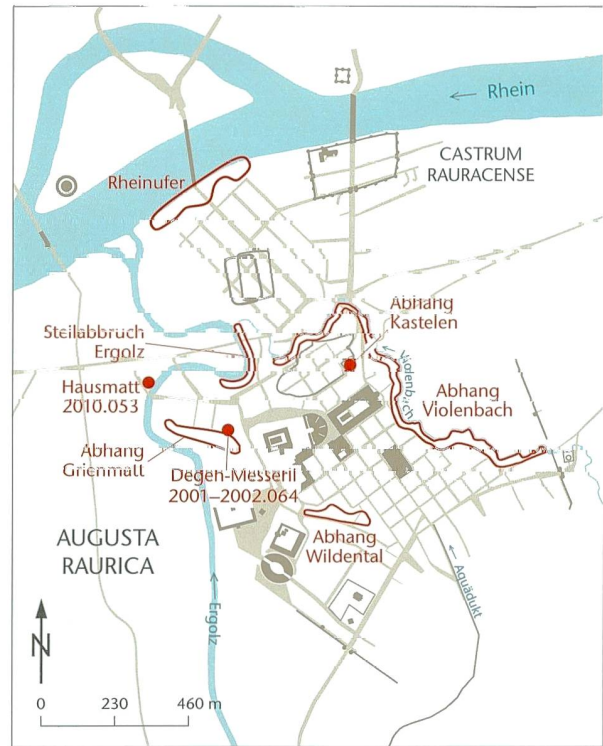 Rhein
CASTRUM
RAURACENSE
Rheinufer
Abhang
Kastelen
Steilabbruch
Ergolz
Violenbach
Hausmatt
2010.053
Abhang
Violenbach
Abhang
Grienmatt
Degen-Messerli
2001–2002.064
AUGUSTA
RAURICA
Abhang
Wildental
Aquädukt
Ergolz
N
0 230 460 m